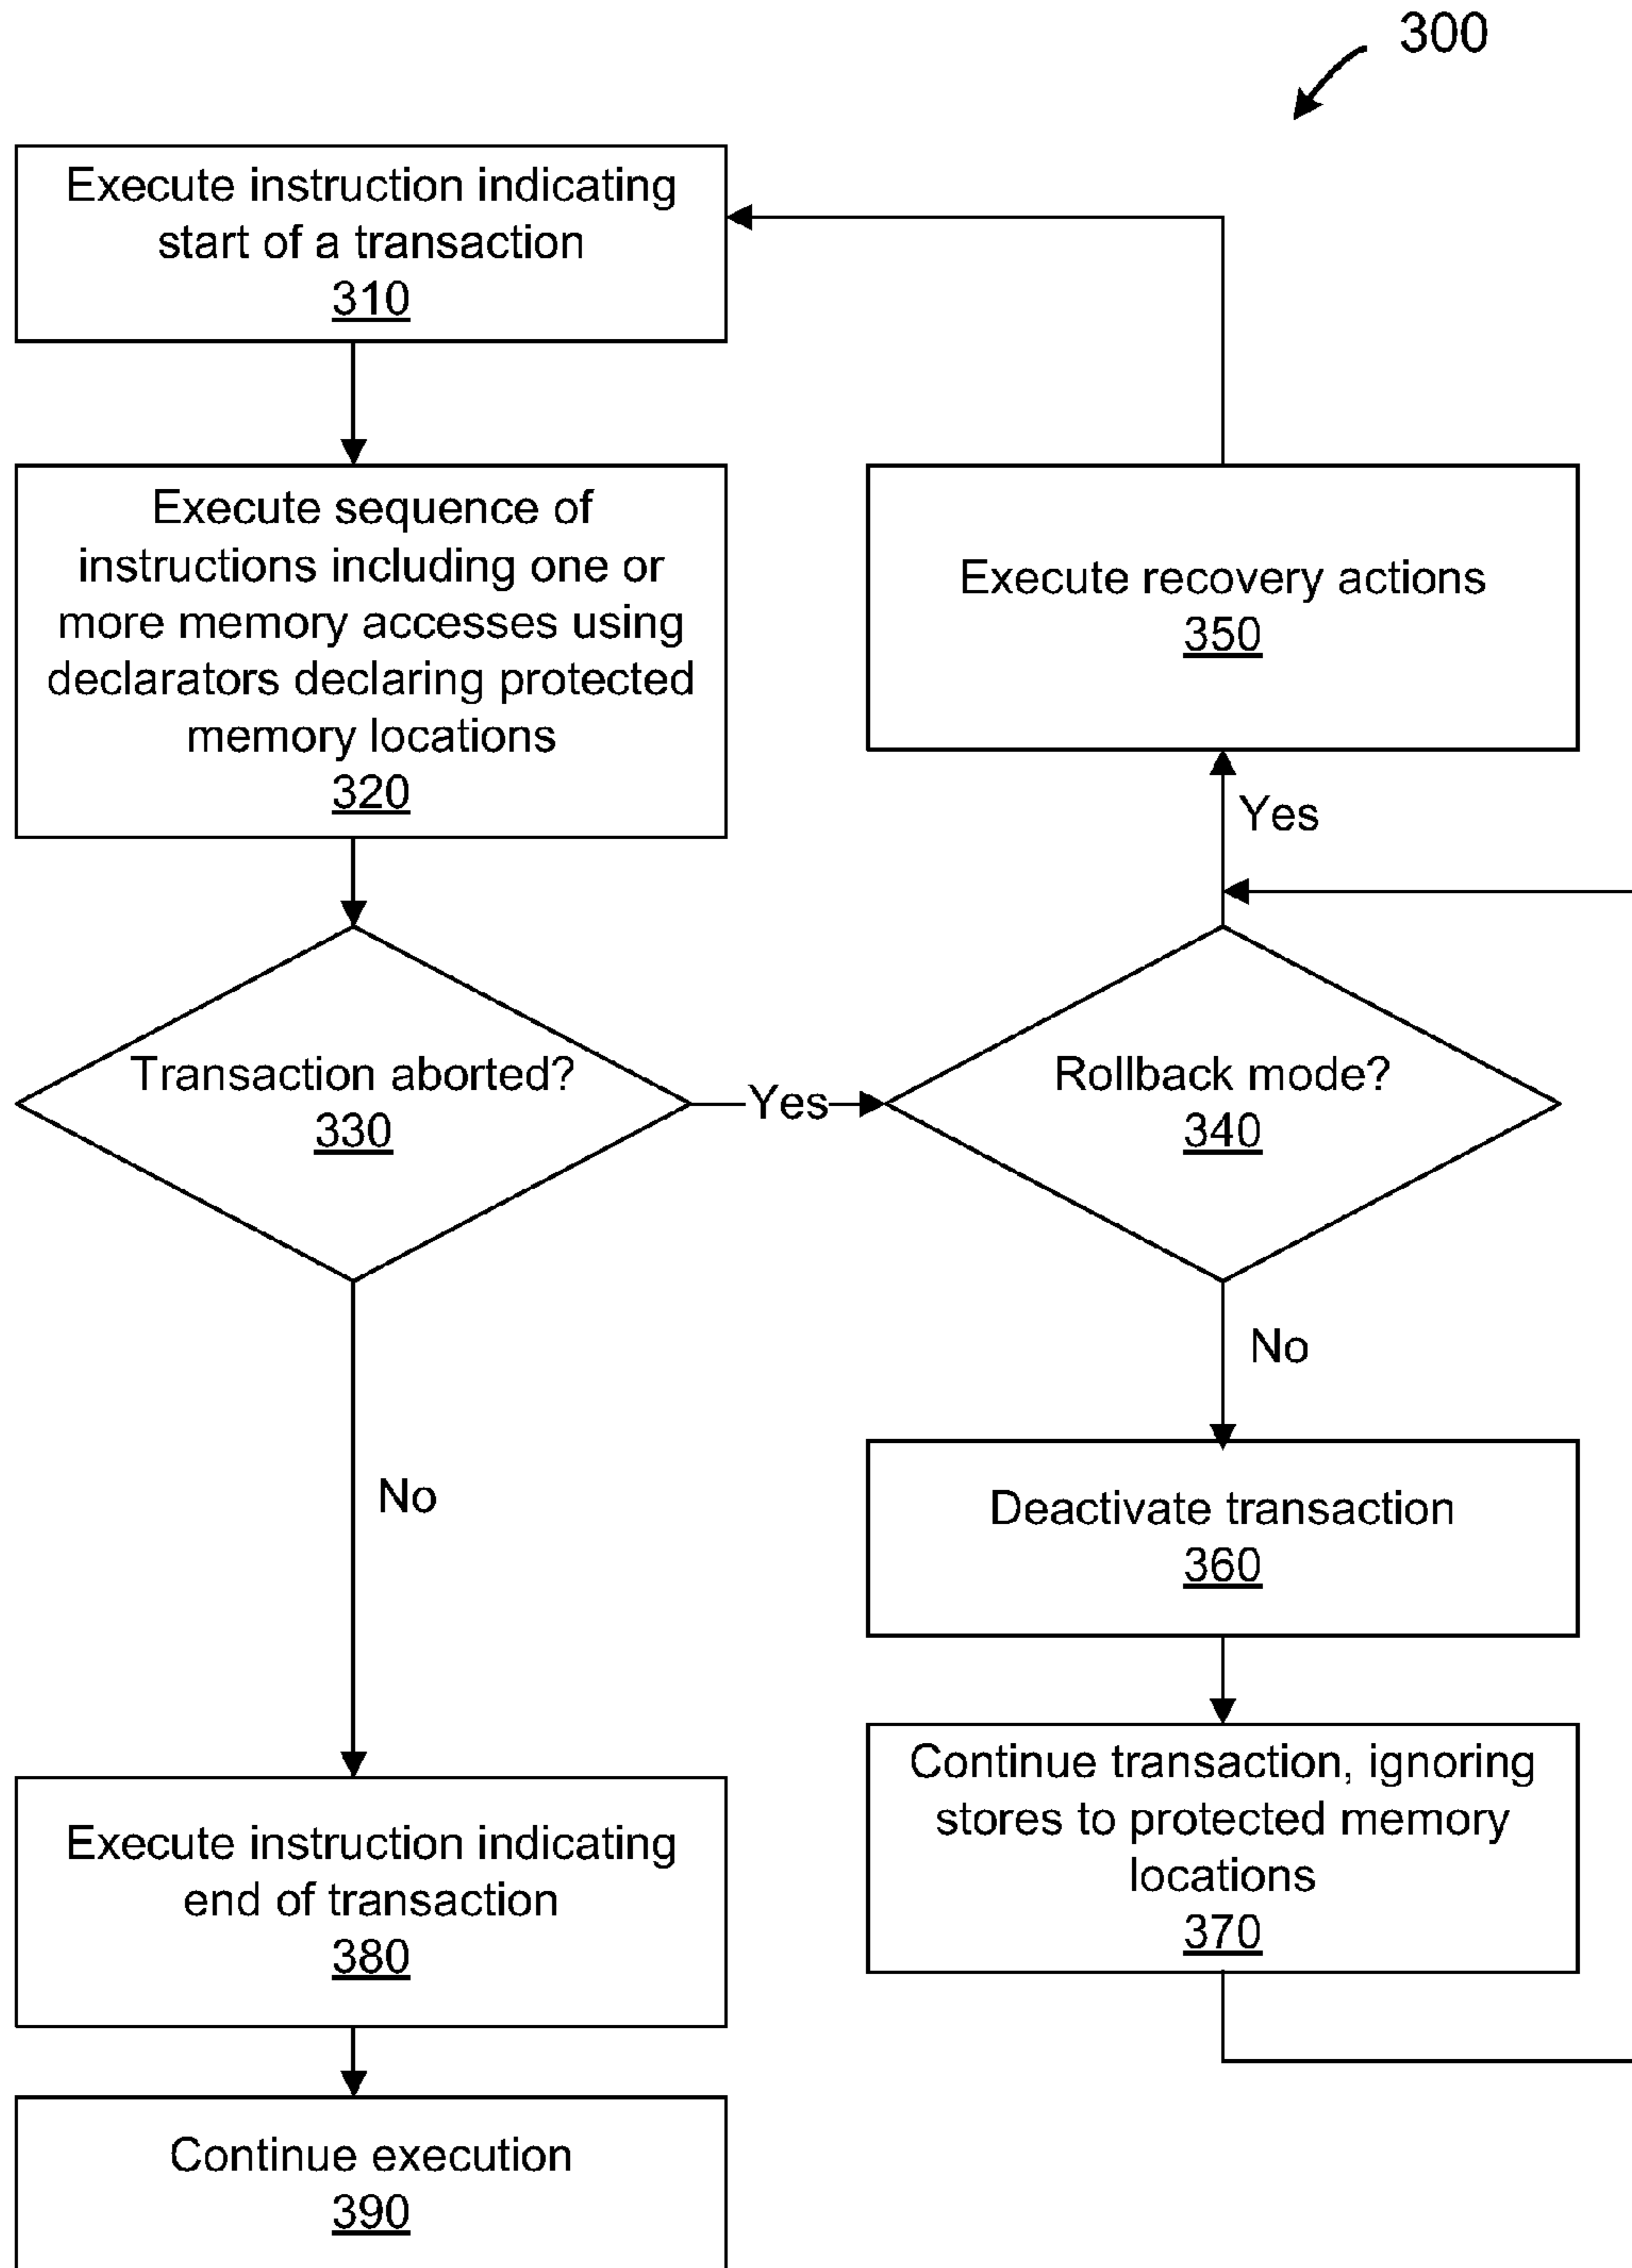 300
Execute instruction indicating
start of a transaction
310
Execute sequence of
instructions including one or
more memory accesses using
declarators declaring protected
memory locations
320
Execute recovery actions
350
Yes
Transaction aborted?
330
Yes
Rollback mode?
340
No
No
Deactivate transaction
360
Continue transaction, ignoring
stores to protected memory
locations
370
Execute instruction indicating
end of transaction
380
Continue execution
390